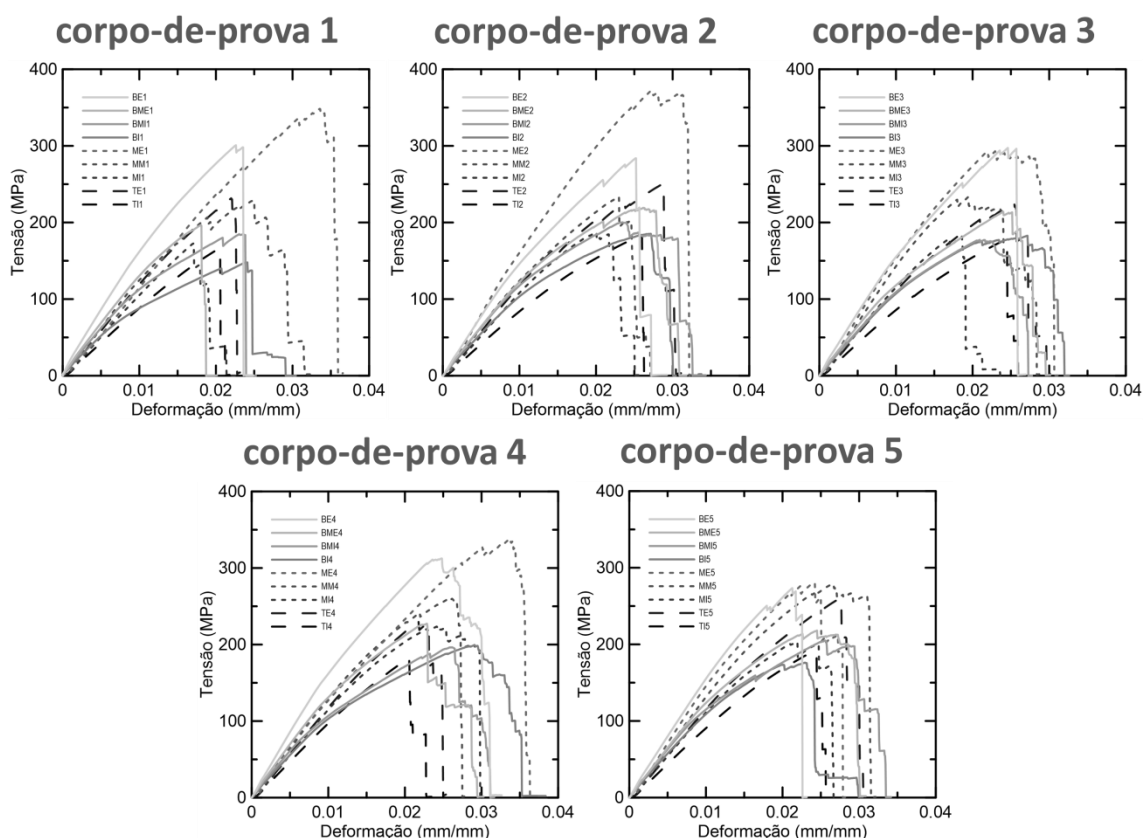 corpo-de-prova 1
400
300
200
100
0
Tensão (MPa)
BE1
BME1
BMI1
BI1
ME1
MM1
MI1
TE1
TI1
0 0.01 0.02 0.03 0.04
Deformação (mm/mm)
corpo-de-prova 2
400
300
200
100
0
Tensão (MPa)
BE2
BME2
BMI2
BI2
ME2
MM2
MI2
TE2
TI2
0 0.01 0.02 0.03 0.04
Deformação (mm/mm)
corpo-de-prova 3
400
300
200
100
0
Tensão (MPa)
BE3
BME3
BMI3
BI3
ME3
MM3
MI3
TE3
TI3
0 0.01 0.02 0.03 0.04
Deformação (mm/mm)
corpo-de-prova 4
400
300
200
100
0
Tensão (MPa)
BE4
BME4
BMI4
BI4
ME4
MM4
MI4
TE4
TI4
0 0.01 0.02 0.03 0.04
Deformação (mm/mm)
corpo-de-prova 5
400
300
200
100
0
Tensão (MPa)
BE5
BME5
BMI5
BI5
ME5
MM5
MI5
TE5
TI5
0 0.01 0.02 0.03 0.04
Deformação (mm/mm)